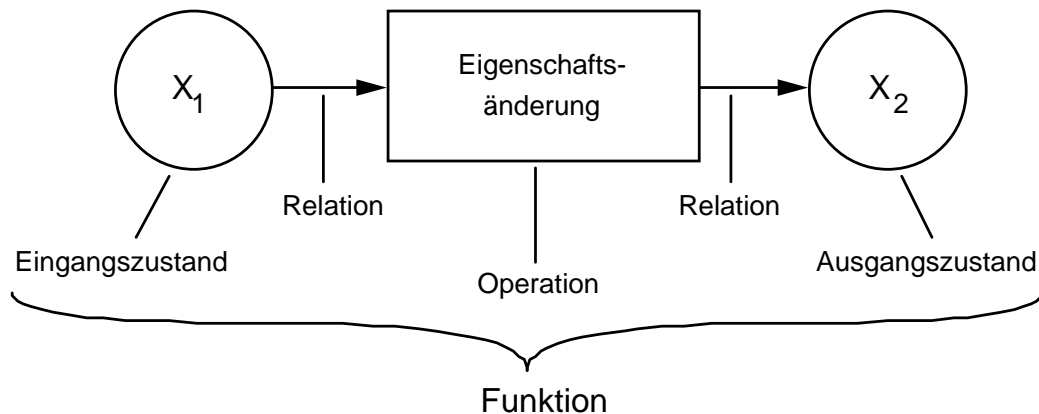 X1
Eigenschafts-
änderung
X2
Relation
Relation
Eingangszustand
Operation
Ausgangszustand
Funktion